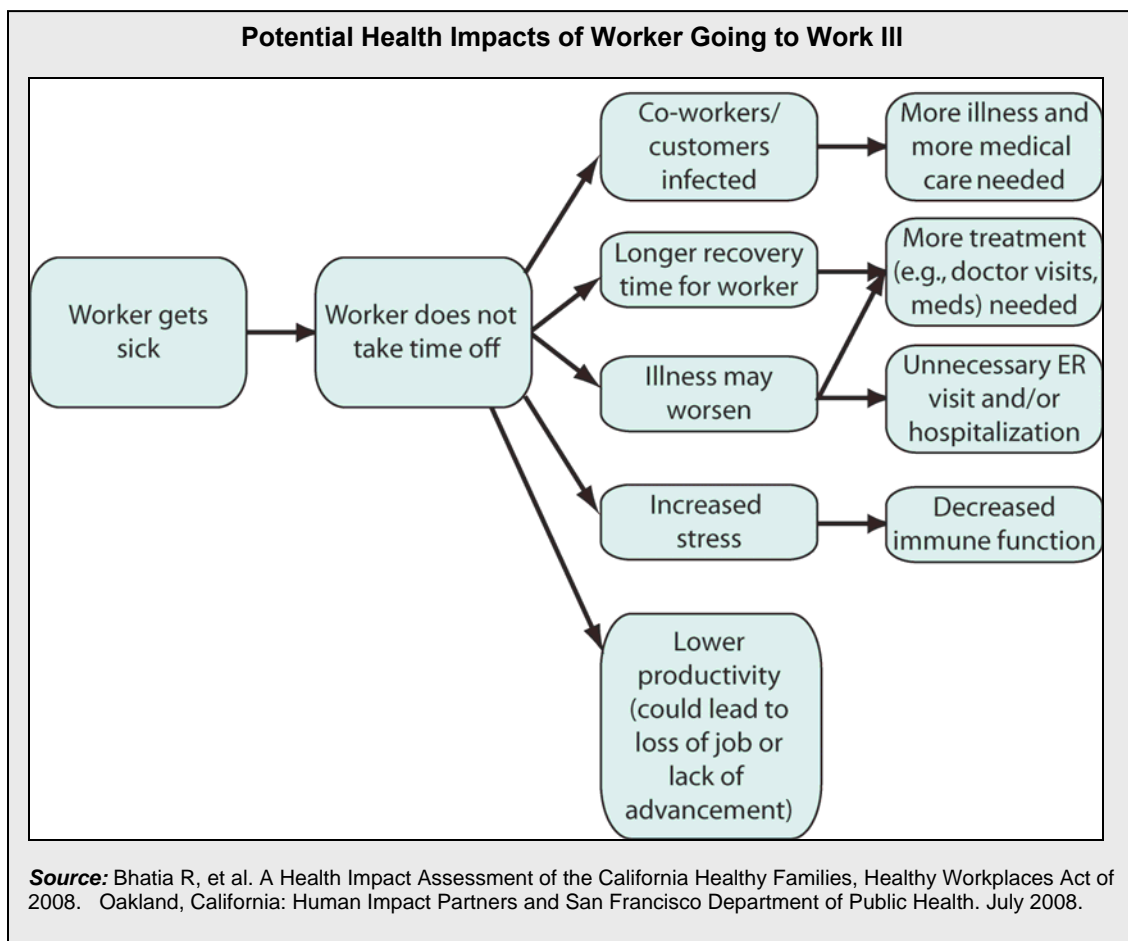 Potential Health Impacts of Worker Going to Work III
Worker gets
sick
Worker does not
take time off
Co-workers/
customers
infected
More illness and
more medical
care needed
Longer recovery
time for worker
More treatment
(e.g., doctor visits,
meds) needed
Illness may
worsen
Unnecessary ER
visit and/or
hospitalization
Increased
stress
Decreased
immune function
Lower
productivity
(could lead to
loss of job or
lack of
advancement)
Source: Bhatia R, et al. A Health Impact Assessment of the California Healthy Families, Healthy Workplaces Act of
2008. Oakland, California: Human Impact Partners and San Francisco Department of Public Health. July 2008.